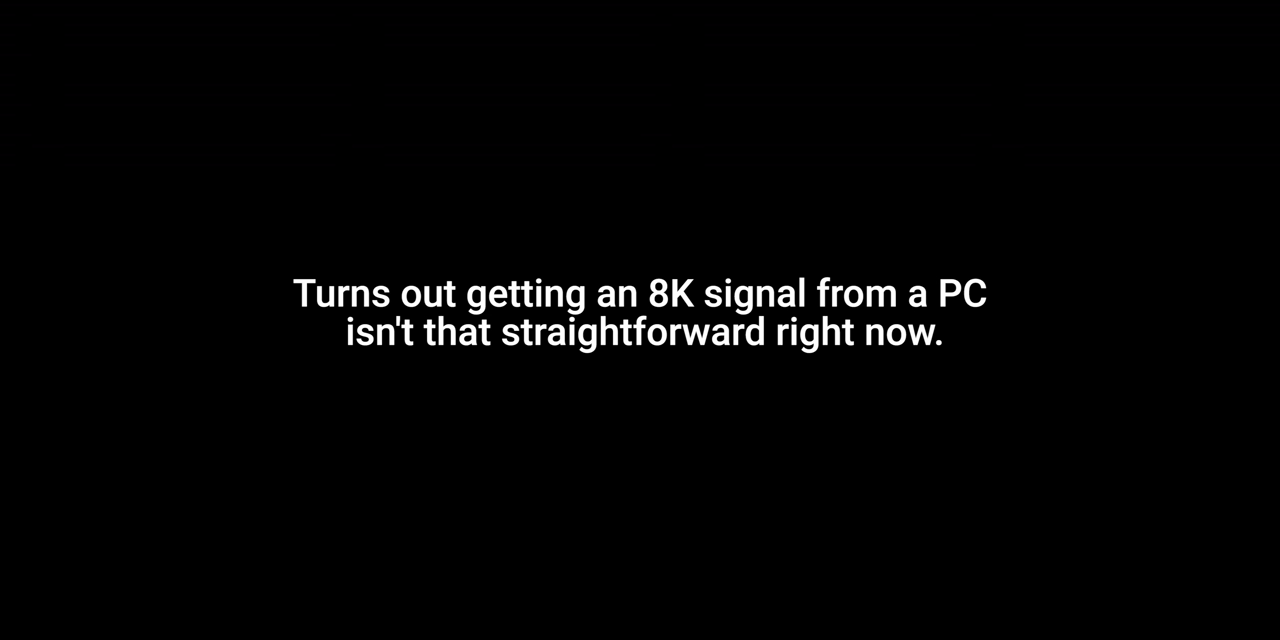 Turns out getting an 8K signal from a PC
isn't that straightforward right now.